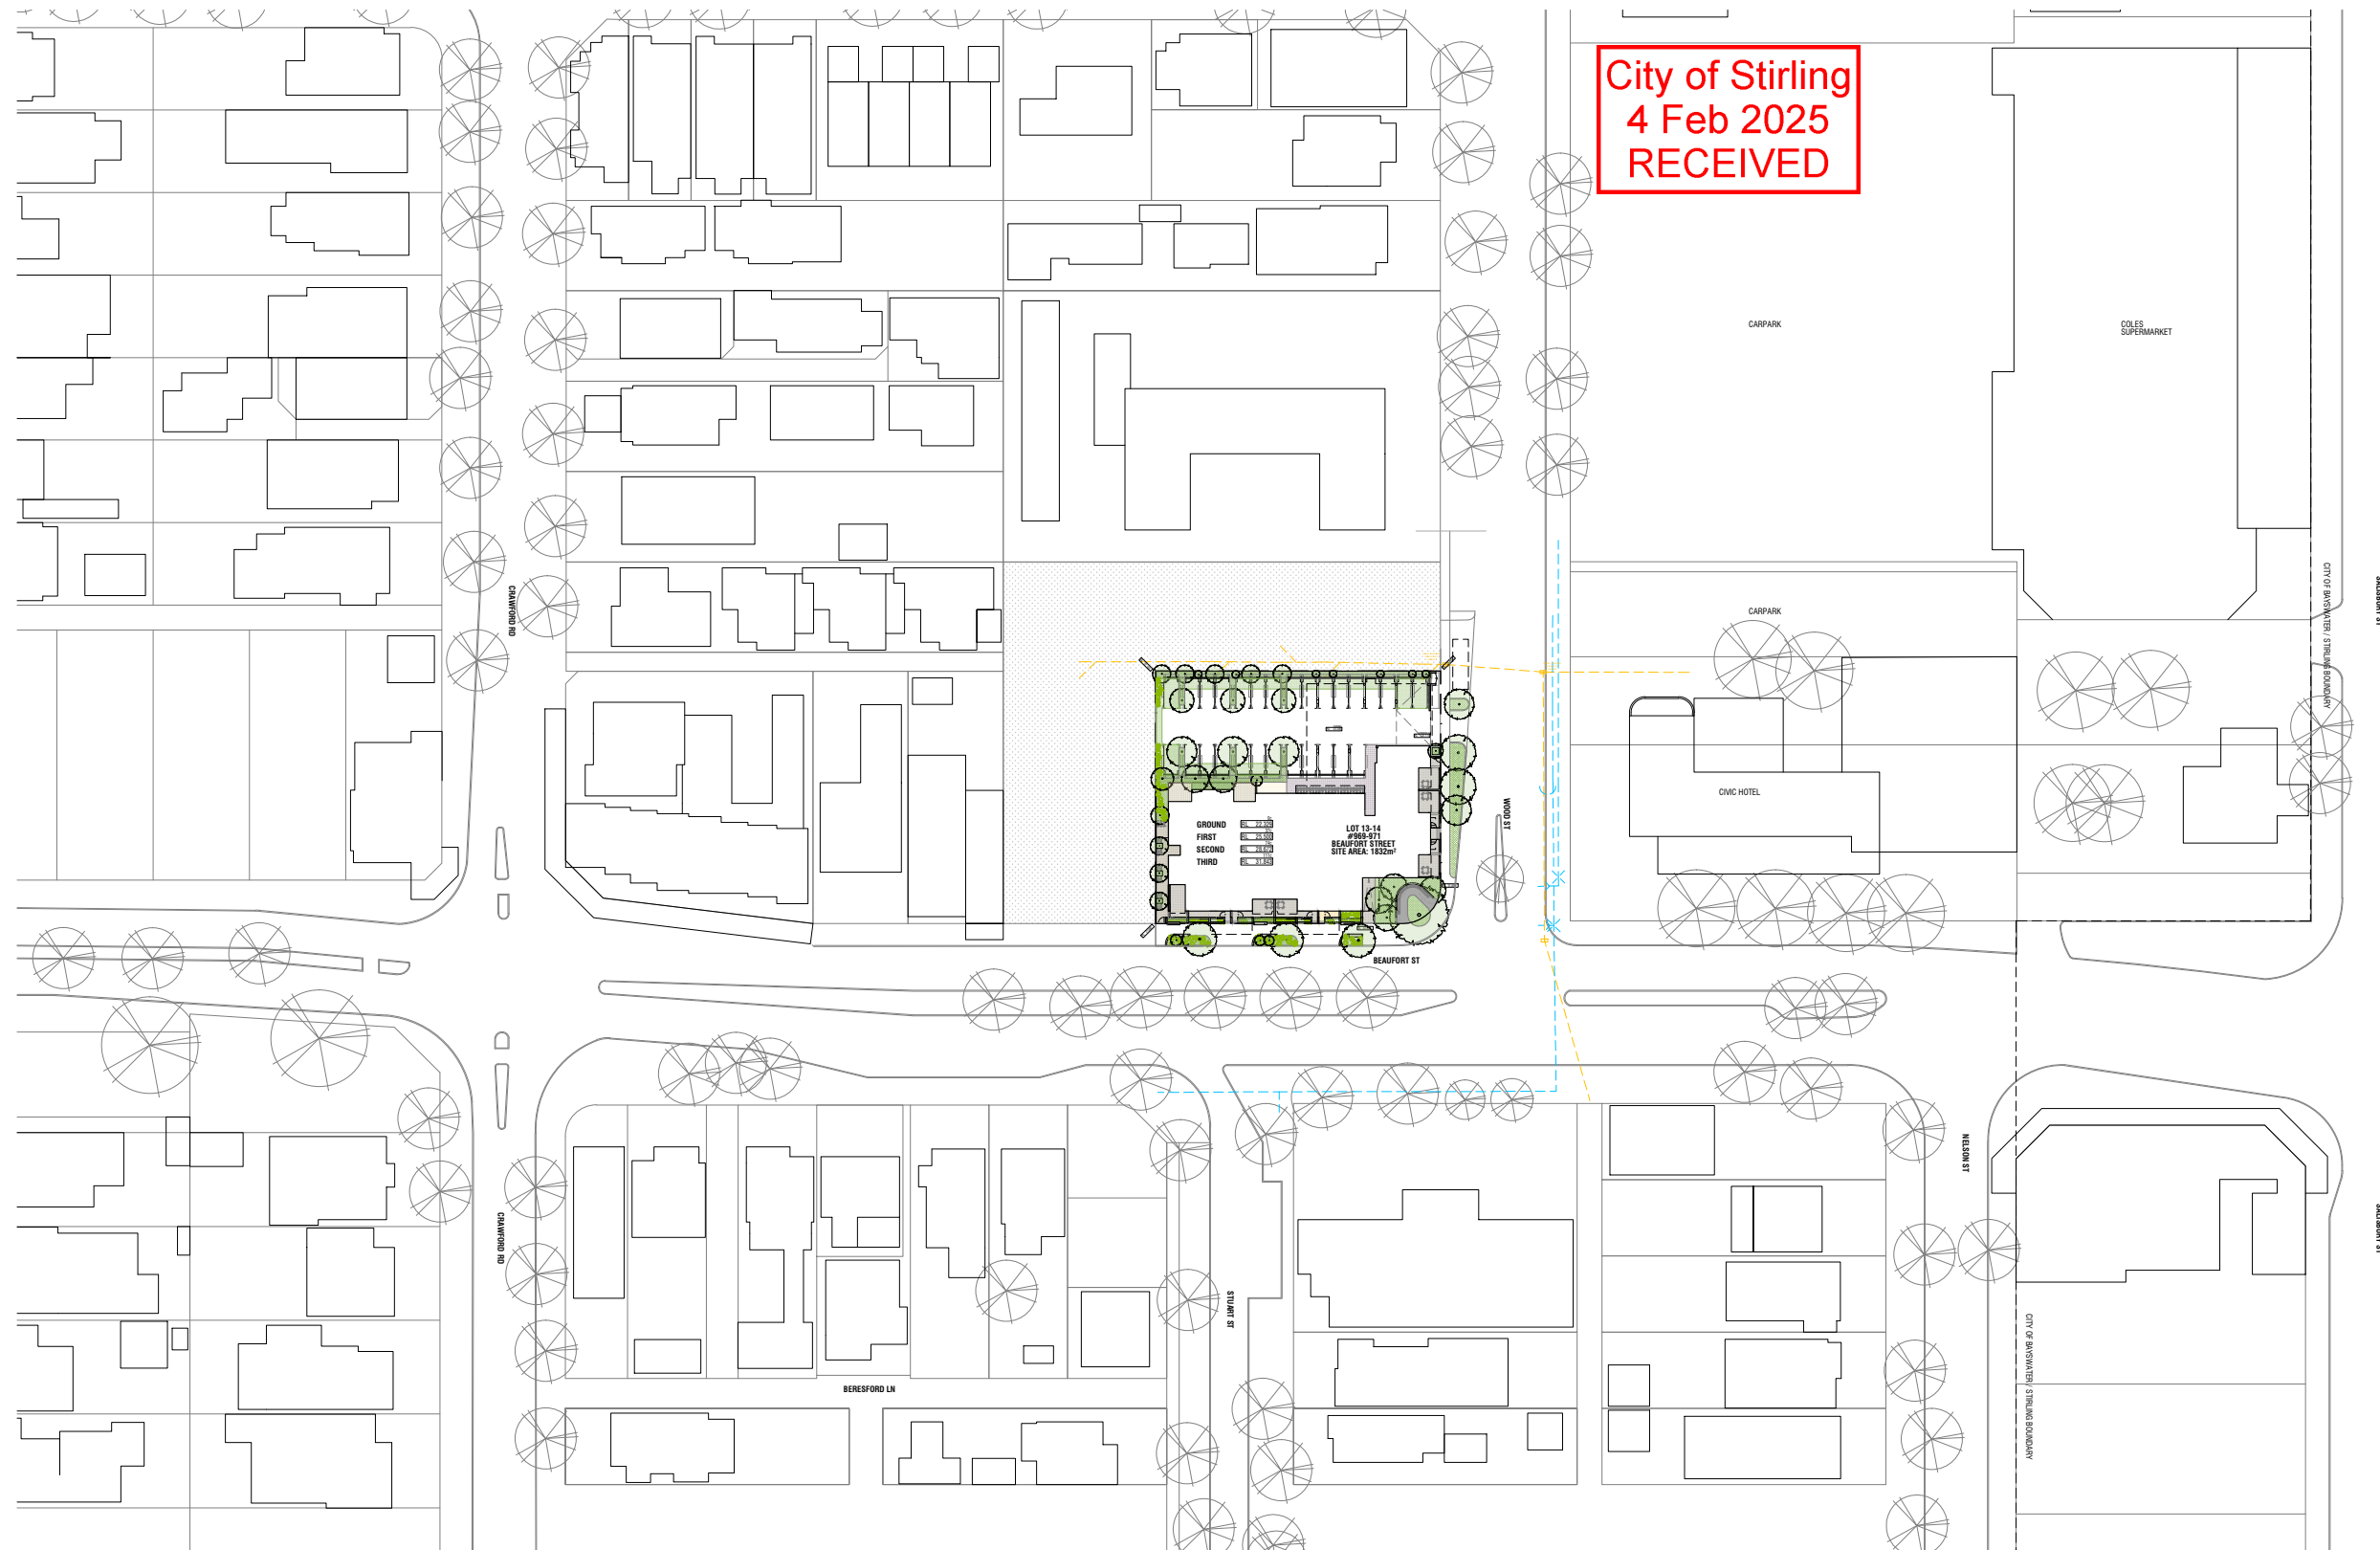 City of Stirling
4 Feb 2025
RECEIVED
CARPARK
COLES
SUPERMARKET
CRAWFORD RD
CARPARK
CITY OF BAYSWATER / STIRLING BOUNDARY
CIVIC HOTEL
WOOD ST
GROUND
FIRST
SECOND
THIRD
LOT 13-14
#969-971
BEAUFORT STREET
SITE AREA: 1832m²
BEAUFORT ST
NELSON ST
CRAWFORD RD
STUART ST
CITY OF BAYSWATER / STIRLING BOUNDARY
BERESFORD LN